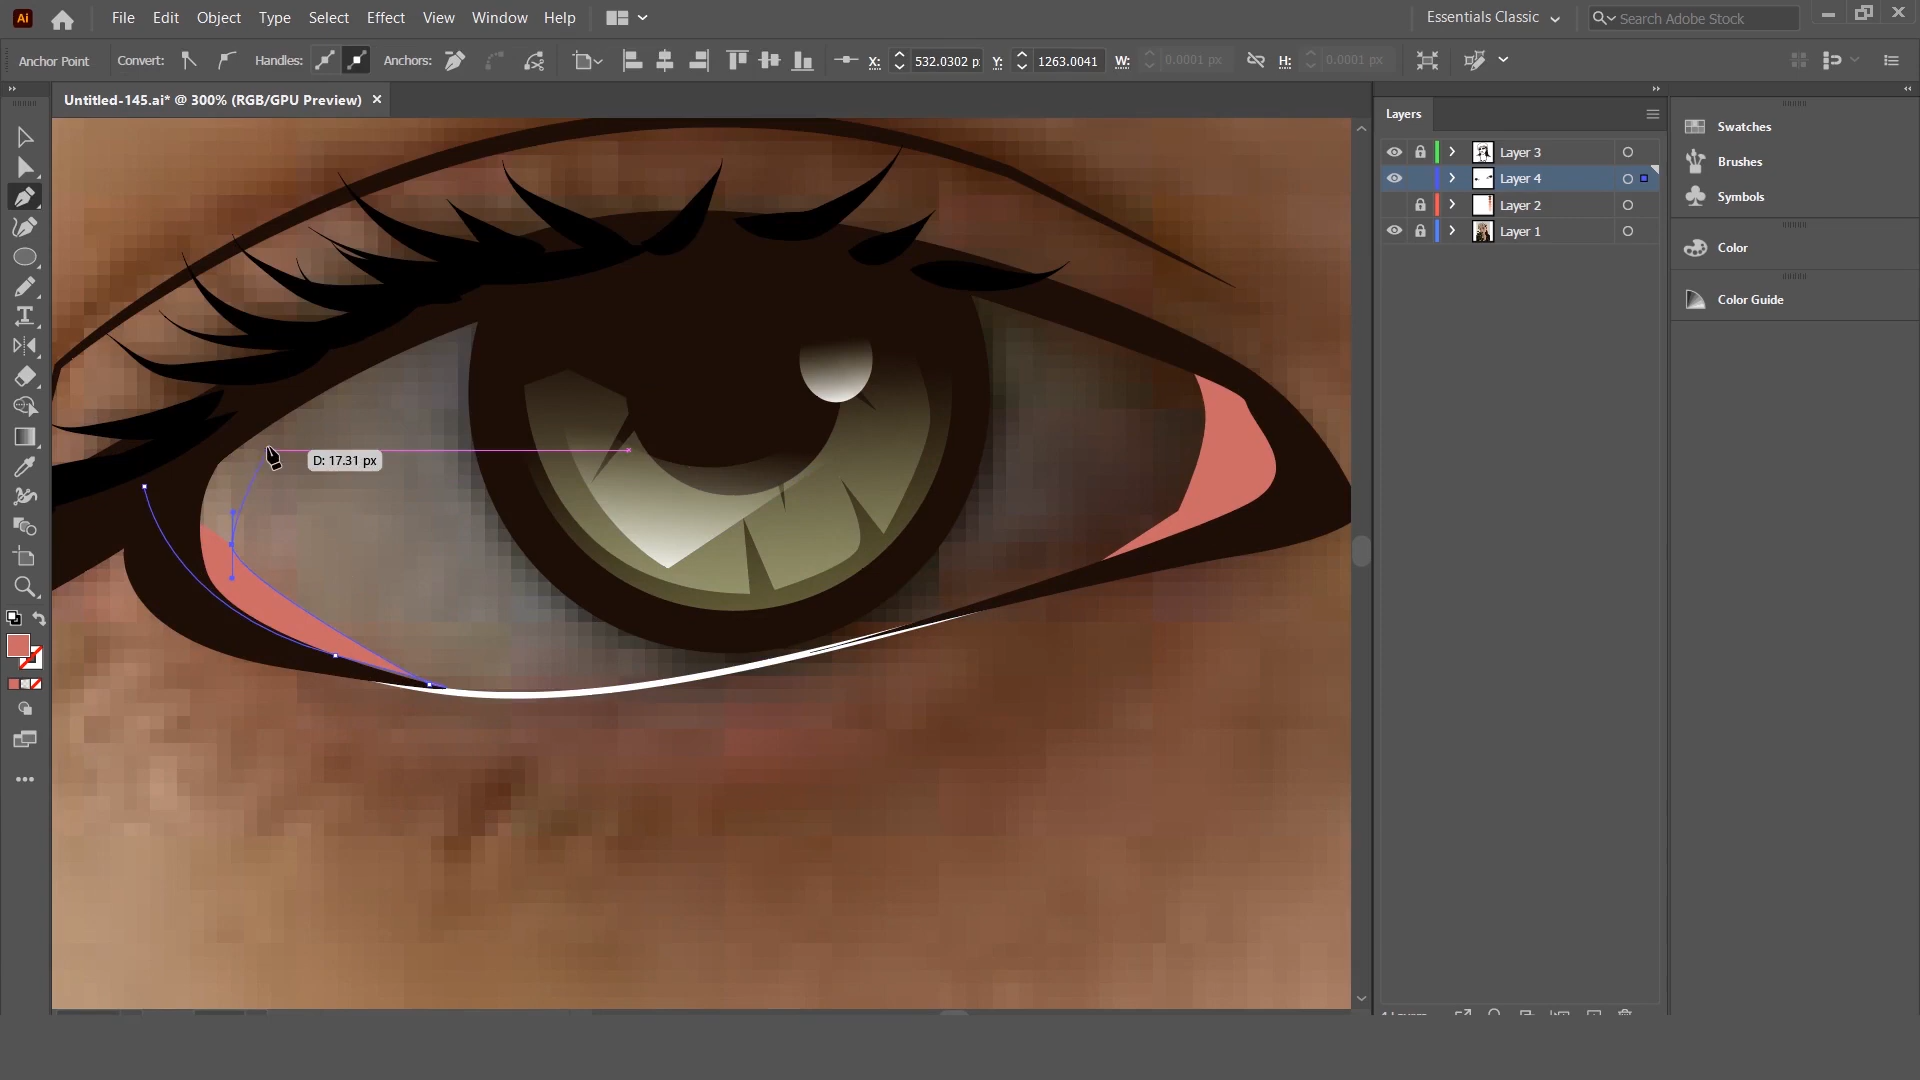 Ai File Edit Object Type Select Effect View Window Help Essentials Classic Search Adobe Stock
Anchor Point Convert: Handles: Anchors: X: 532.0302 p Y: 1263.0041 W: 0.0001 px H: 0.0001 px
Untitled-145.ai* @ 300% (RGB/GPU Preview)
Layers
Layer 3
Layer 4
Layer 2
Layer 1
Swatches
Brushes
Symbols
Color
Color Guide
D: 17.31 px